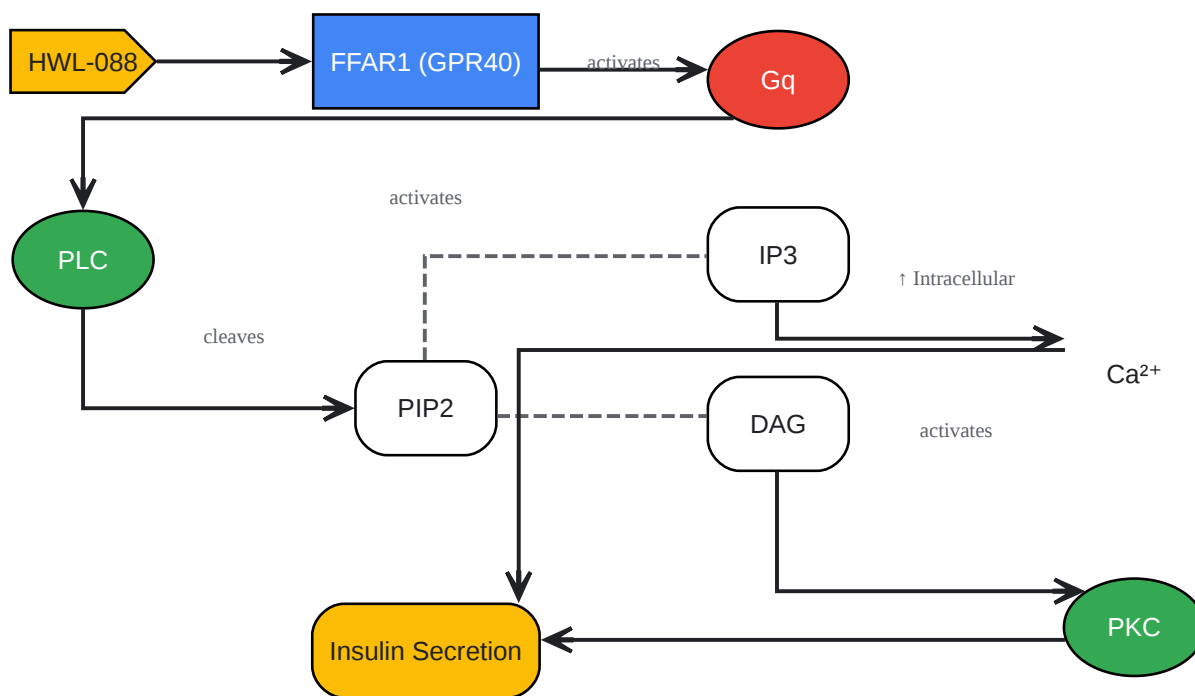 HWL-088
FFAR1 (GPR40)
activates
Gq
activates
PLC
IP3
↑ Intracellular
cleaves
Ca²⁺
PIP2
DAG
activates
PKC
Insulin Secretion